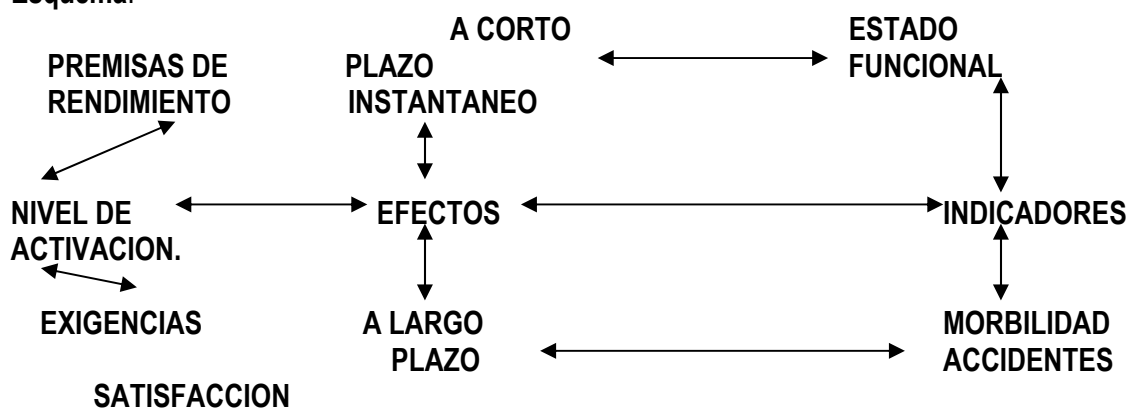 Esquema.
A CORTO ESTADO
PREMISAS DE PLAZO FUNCIONAL
RENDIMIENTO INSTANTANEO
NIVEL DE EFECTOS INDICADORES
ACTIVACION.
EXIGENCIAS A LARGO MORBILIDAD
PLAZO ACCIDENTES
SATISFACCION